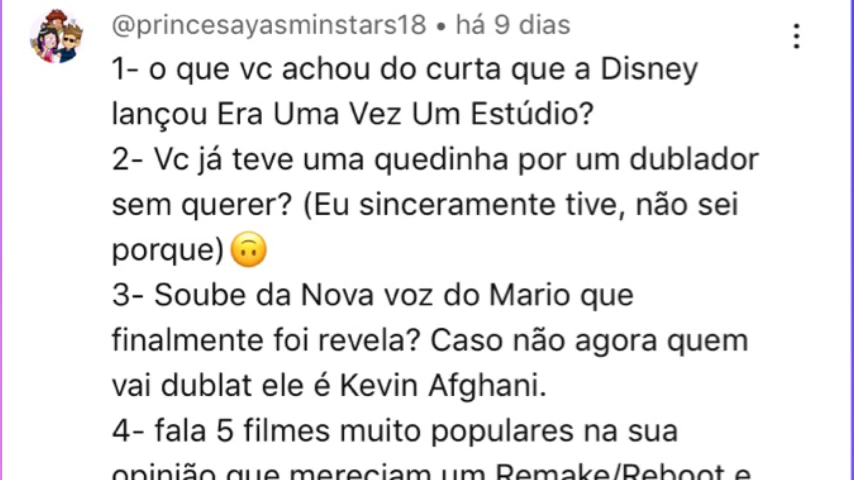 @princesayasminstars18 • há 9 dias
1- o que vc achou do curta que a Disney
lançou Era Uma Vez Um Estúdio?
2- Vc já teve uma quedinha por um dublador
sem querer? (Eu sinceramente tive, não sei
porque)🙃
3- Soube da Nova voz do Mario que
finalmente foi revela? Caso não agora quem
vai dublat ele é Kevin Afghani.
4- fala 5 filmes muito populares na sua
opinião que mereciam um Remake/Reboot e